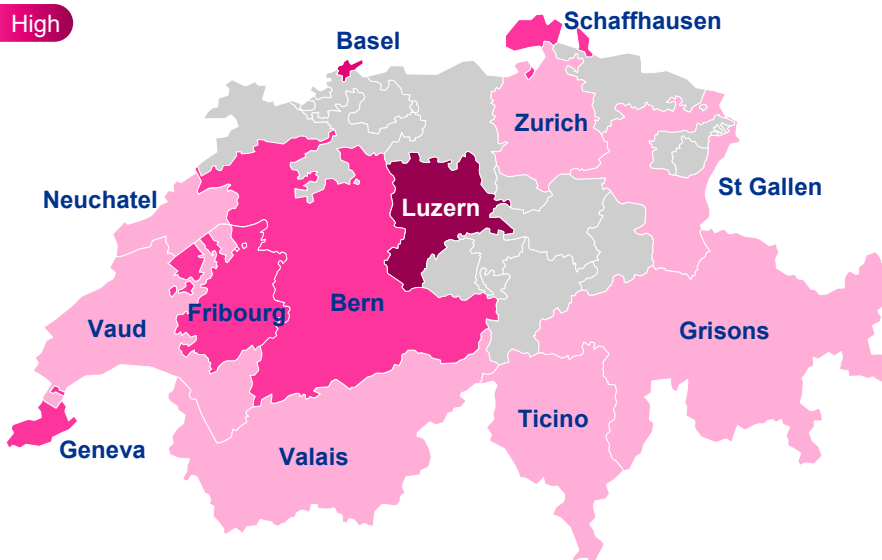 High
Schaffhausen
Basel
Zurich
Neuchatel
St Gallen
Luzern
Fribourg
Bern
Vaud
Grisons
Ticino
Geneva
Valais